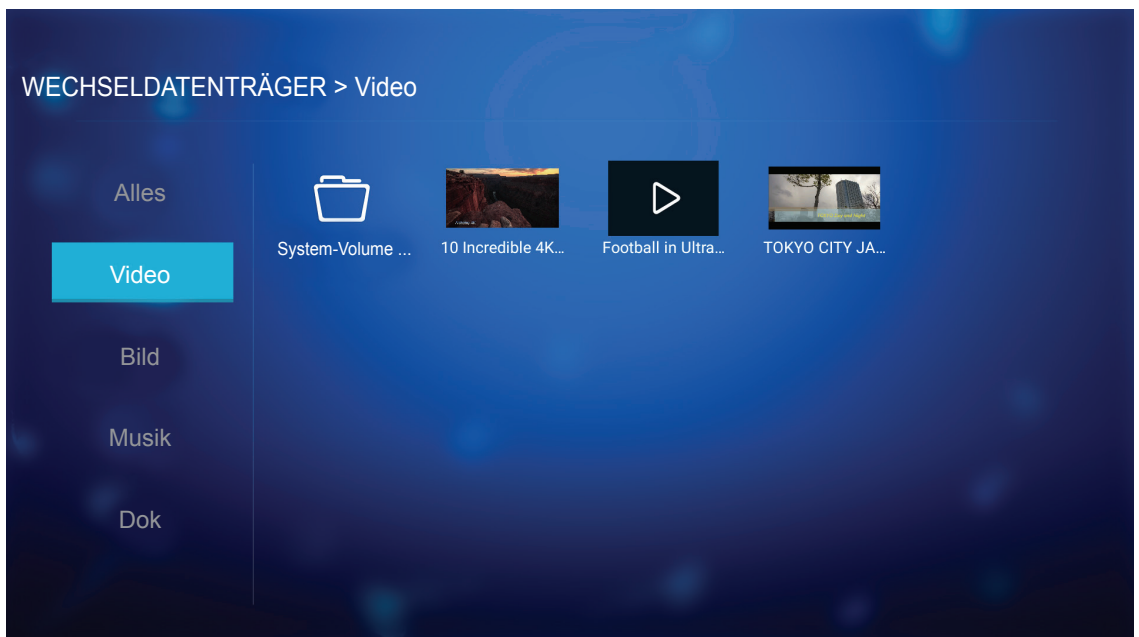 WECHSELDATENTRÄGER > Video
Alles
Video
Bild
Musik
Dok
System-Volume ...
10 Incredible 4K...
Football in Ultra...
TOKYO CITY JA...